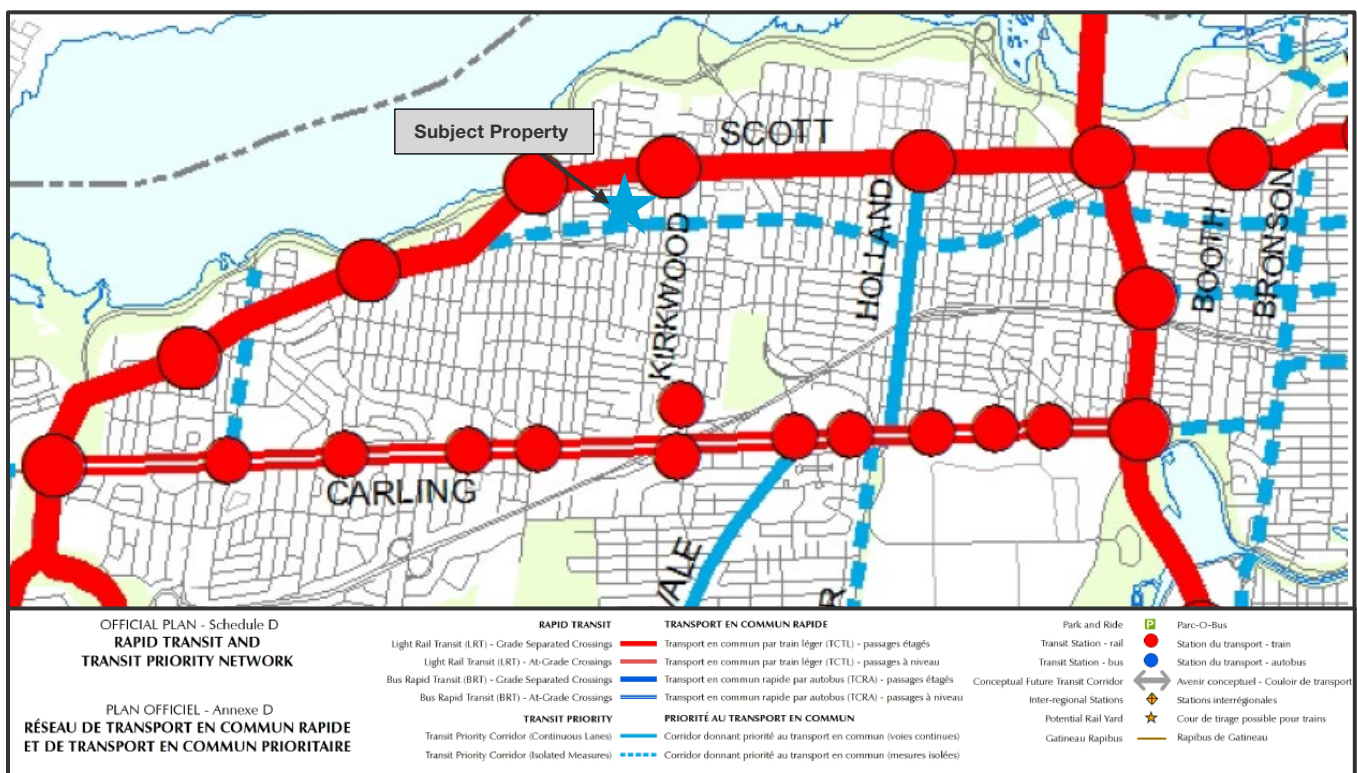 Subject Property
SCOTT
KIRKWOOD
HOLLAND
BOOTH
BRONSON
CARLING
VALE
R
OFFICIAL PLAN - Schedule D
RAPID TRANSIT AND
TRANSIT PRIORITY NETWORK
PLAN OFFICIEL - Annexe D
RÉSEAU DE TRANSPORT EN COMMUN RAPIDE
ET DE TRANSPORT EN COMMUN PRIORITAIRE
RAPID TRANSIT TRANSPORT EN COMMUN RAPIDE
Light Rail Transit (LRT) - Grade Separated Crossings Transport en commun par train léger (TCTL) - passages étagés
Light Rail Transit (LRT) - At-Grade Crossings Transport en commun par train léger (TCTL) - passages à niveau
Bus Rapid Transit (BRT) - Grade Separated Crossings Transport en commun rapide par autobus (TCRA) - passages étagés
Bus Rapid Transit (BRT) - At-Grade Crossings Transport en commun rapide par autobus (TCRA) - passages à niveau
TRANSIT PRIORITY PRIORITÉ AU TRANSPORT EN COMMUN
Transit Priority Corridor (Continuous Lanes) Corridor donnant priorité au transport en commun (voies continues)
Transit Priority Corridor (Isolated Measures) Corridor donnant priorité au transport en commun (mesures isolées)
Park and Ride P Parc-O-Bus
Transit Station - rail Station du transport - train
Transit Station - bus Station du transport - autobus
Conceptual Future Transit Corridor Avenir conceptuel - Couloir de transport
Inter-regional Stations Stations interrégionales
Potential Rail Yard Cour de tirage possible pour trains
Gatineau Rapibus Rapibus de Gatineau